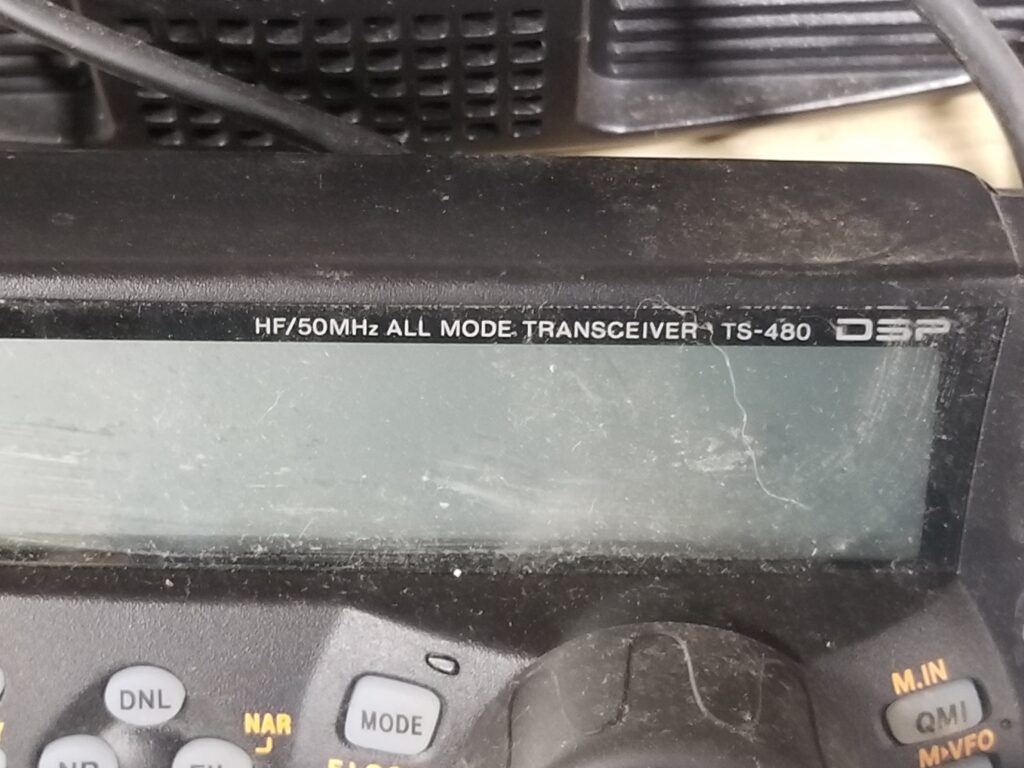 HF/50MHz ALL MODE TRANSCEIVER TS-480 DSP
M.IN
DNL
MODE
QMI
NAR
M▶VFO